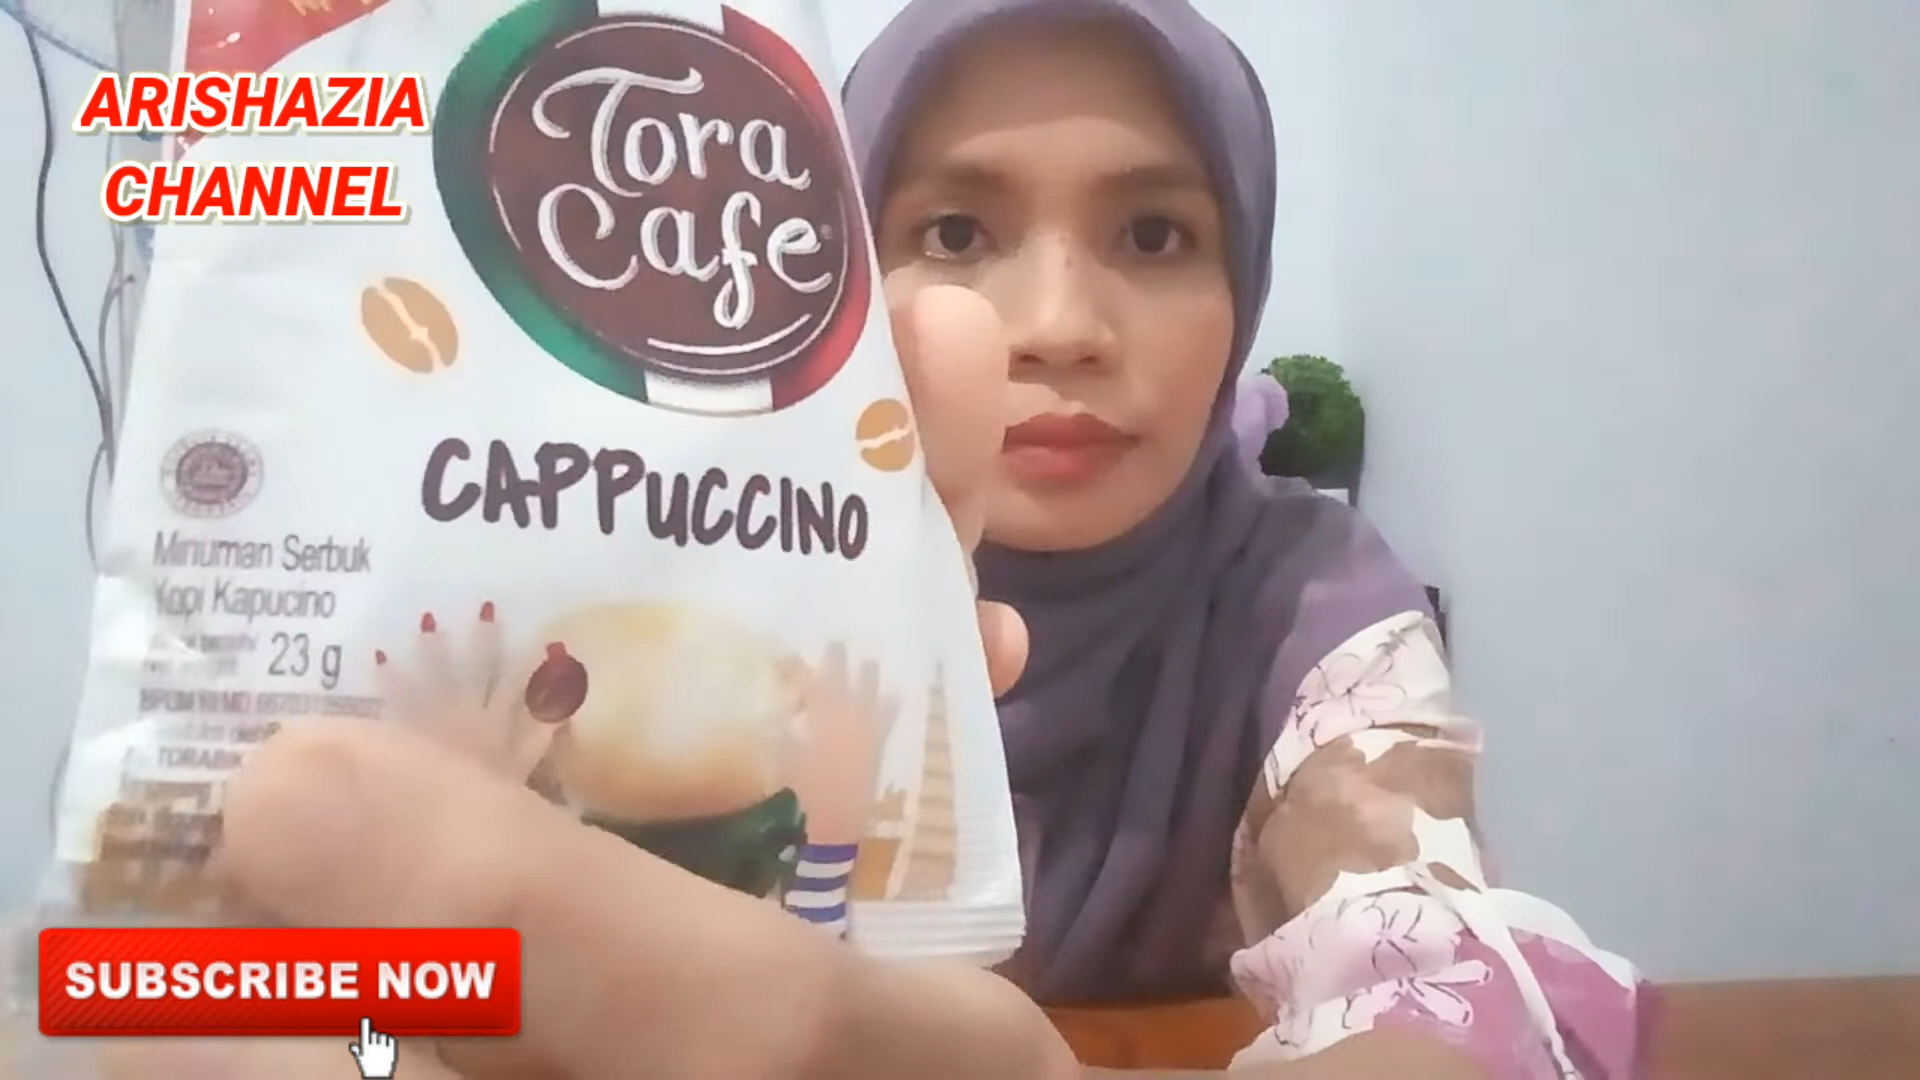 ARISHAZIA
CHANNEL
Tora
Cafe
CAPPUCCINO
Minuman Serbuk
Kopi Kapucino
23 g
SUBSCRIBE NOW